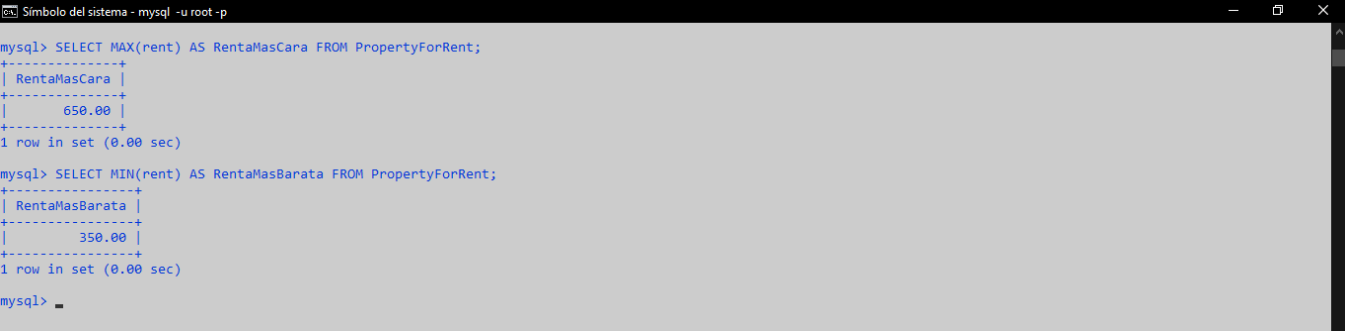 Símbolo del sistema - mysql  -u root -p
mysql> SELECT MAX(rent) AS RentaMasCara FROM PropertyForRent;
+--------------+
| RentaMasCara |
+--------------+
|       650.00 |
+--------------+
1 row in set (0.00 sec)
mysql> SELECT MIN(rent) AS RentaMasBarata FROM PropertyForRent;
+----------------+
| RentaMasBarata |
+----------------+
|         350.00 |
+----------------+
1 row in set (0.00 sec)
mysql>